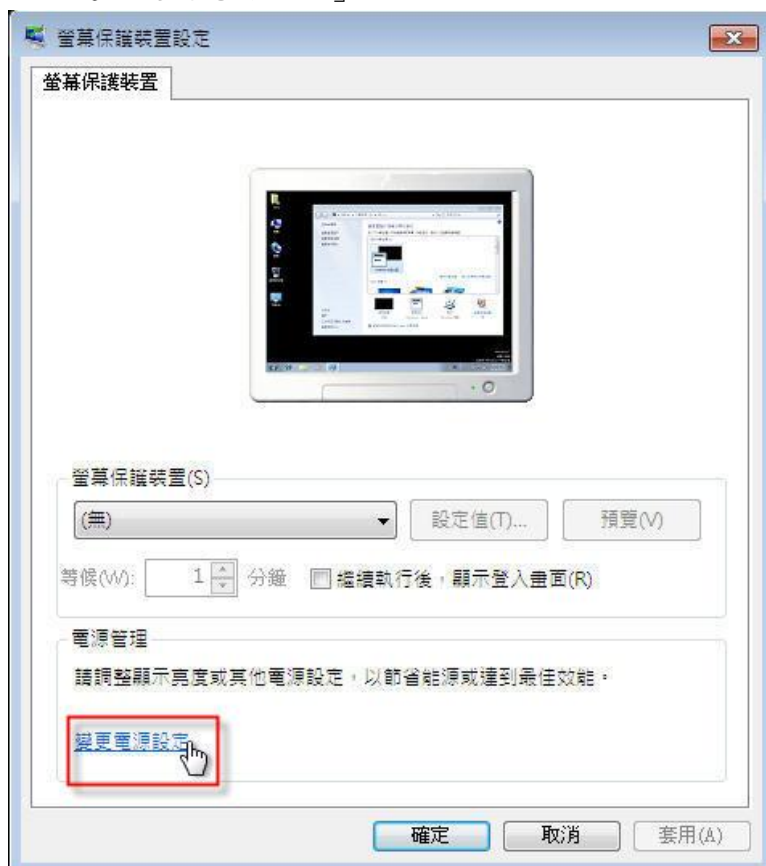 螢幕保護裝置設定
螢幕保護裝置
螢幕保護裝置(S)
(無) 設定值(T)... 預覽(V)
等候(W): 1 分鐘 繼續執行後，顯示登入畫面(R)
電源管理
請調整顯示亮度或其他電源設定，以節省能源或達到最佳效能。
變更電源設定
確定 取消 套用(A)